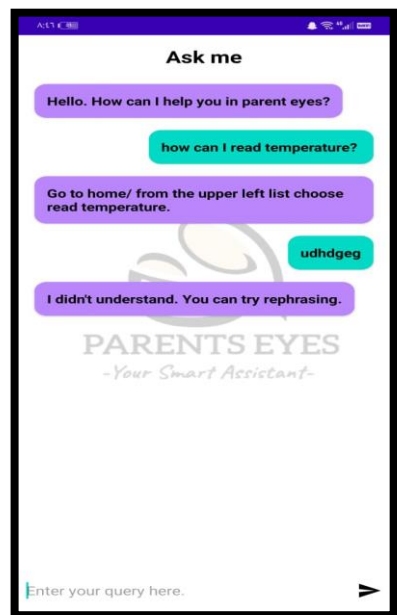 Ask me
Hello. How can I help you in parent eyes?
how can I read temperature?
Go to home/ from the upper left list choose
read temperature.
udhdgeg
I didn't understand. You can try rephrasing.
PARENTS EYES
-Your Smart Assistant-
Enter your query here.